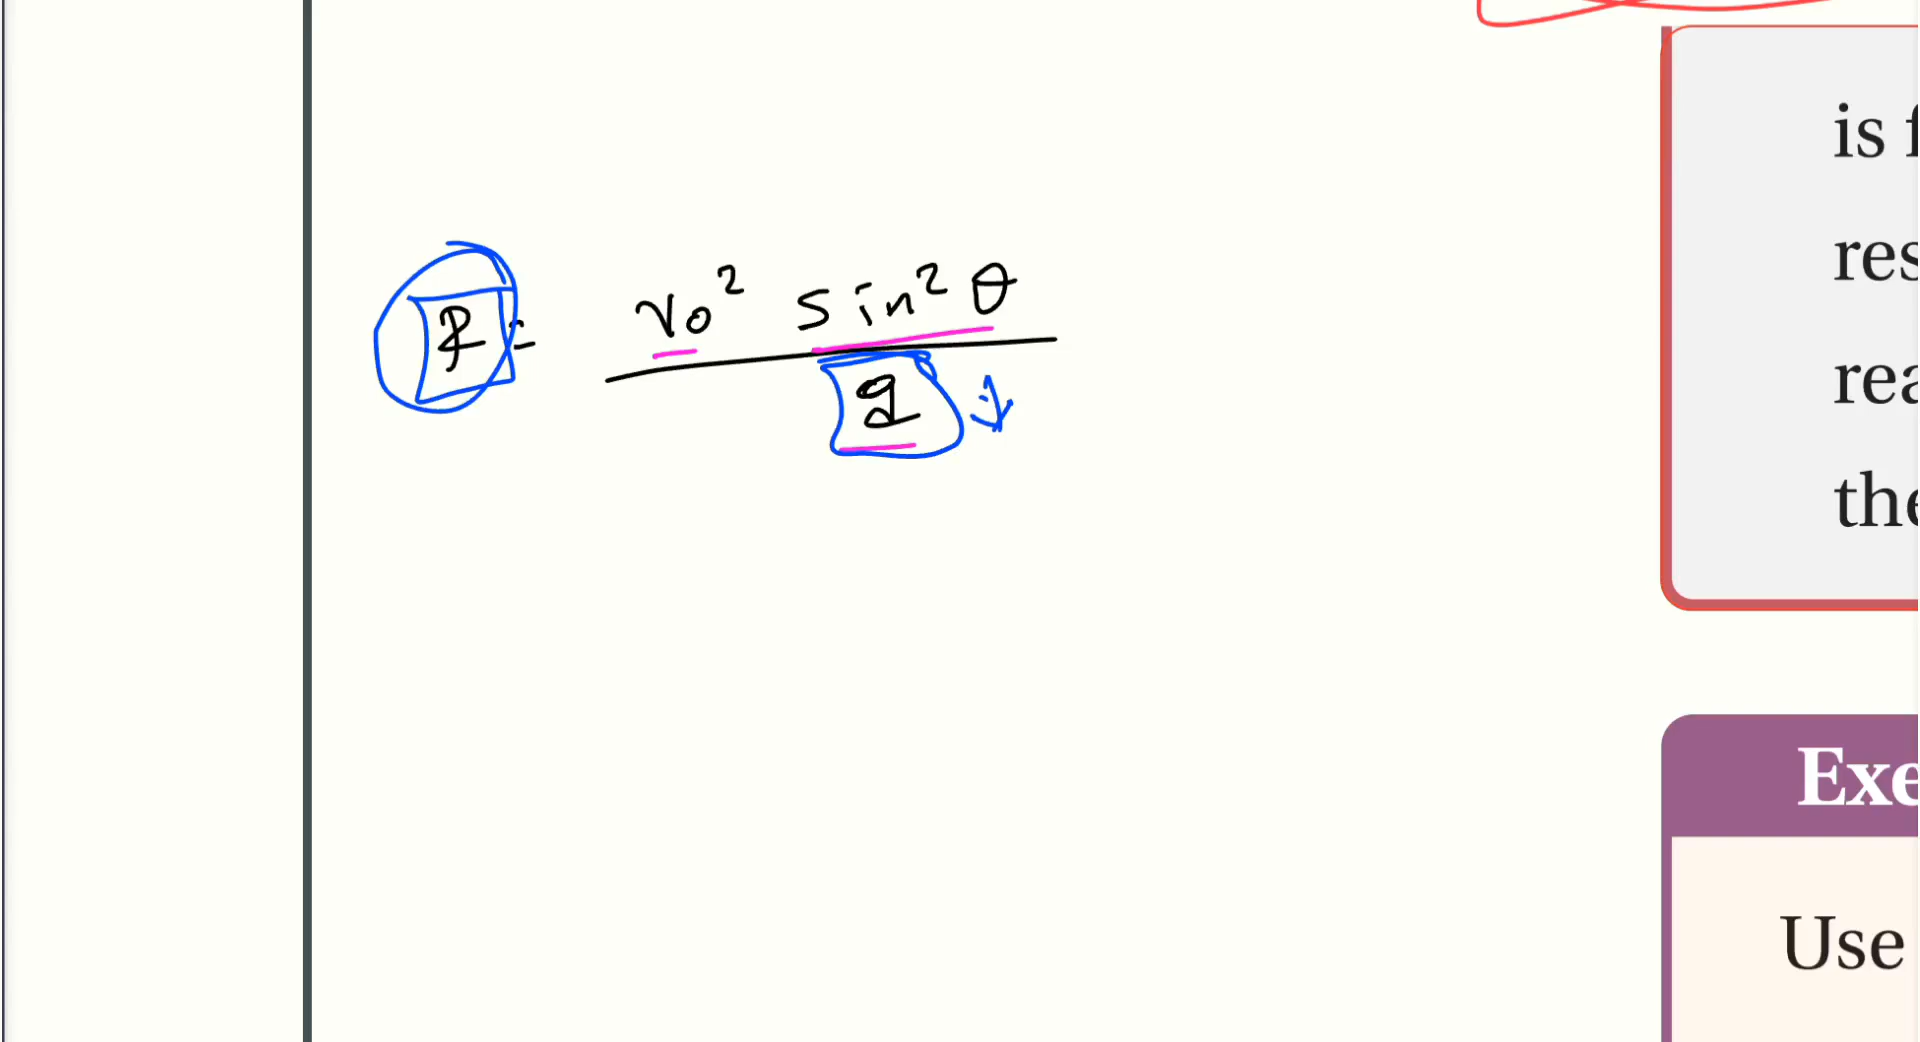 R = v₀² sin²θ
g
is
res
rea
the
Exe
Use